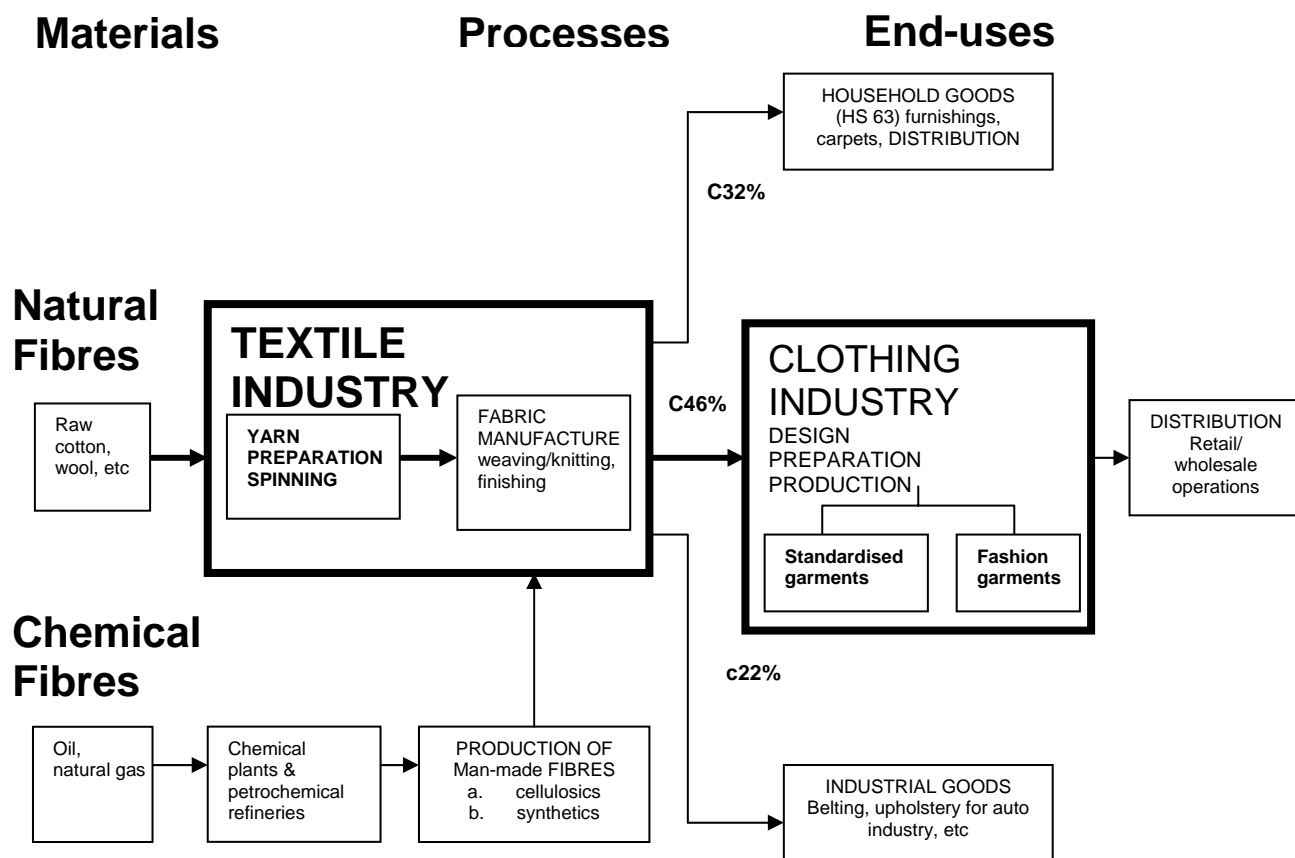 Materials
Processes
End-uses
HOUSEHOLD GOODS
(HS 63) furnishings,
carpets, DISTRIBUTION
C32%
Natural
Fibres
Raw
cotton,
wool, etc
TEXTILE
INDUSTRY
YARN
PREPARATION
SPINNING
FABRIC
MANUFACTURE
weaving/knitting,
finishing
C46%
CLOTHING
INDUSTRY
DESIGN
PREPARATION
PRODUCTION
Standardised
garments
Fashion
garments
DISTRIBUTION
Retail/
wholesale
operations
Chemical
Fibres
Oil,
natural gas
Chemical
plants &
petrochemical
refineries
PRODUCTION OF
Man-made FIBRES
a. cellulosics
b. synthetics
c22%
INDUSTRIAL GOODS
Belting, upholstery for auto
industry, etc